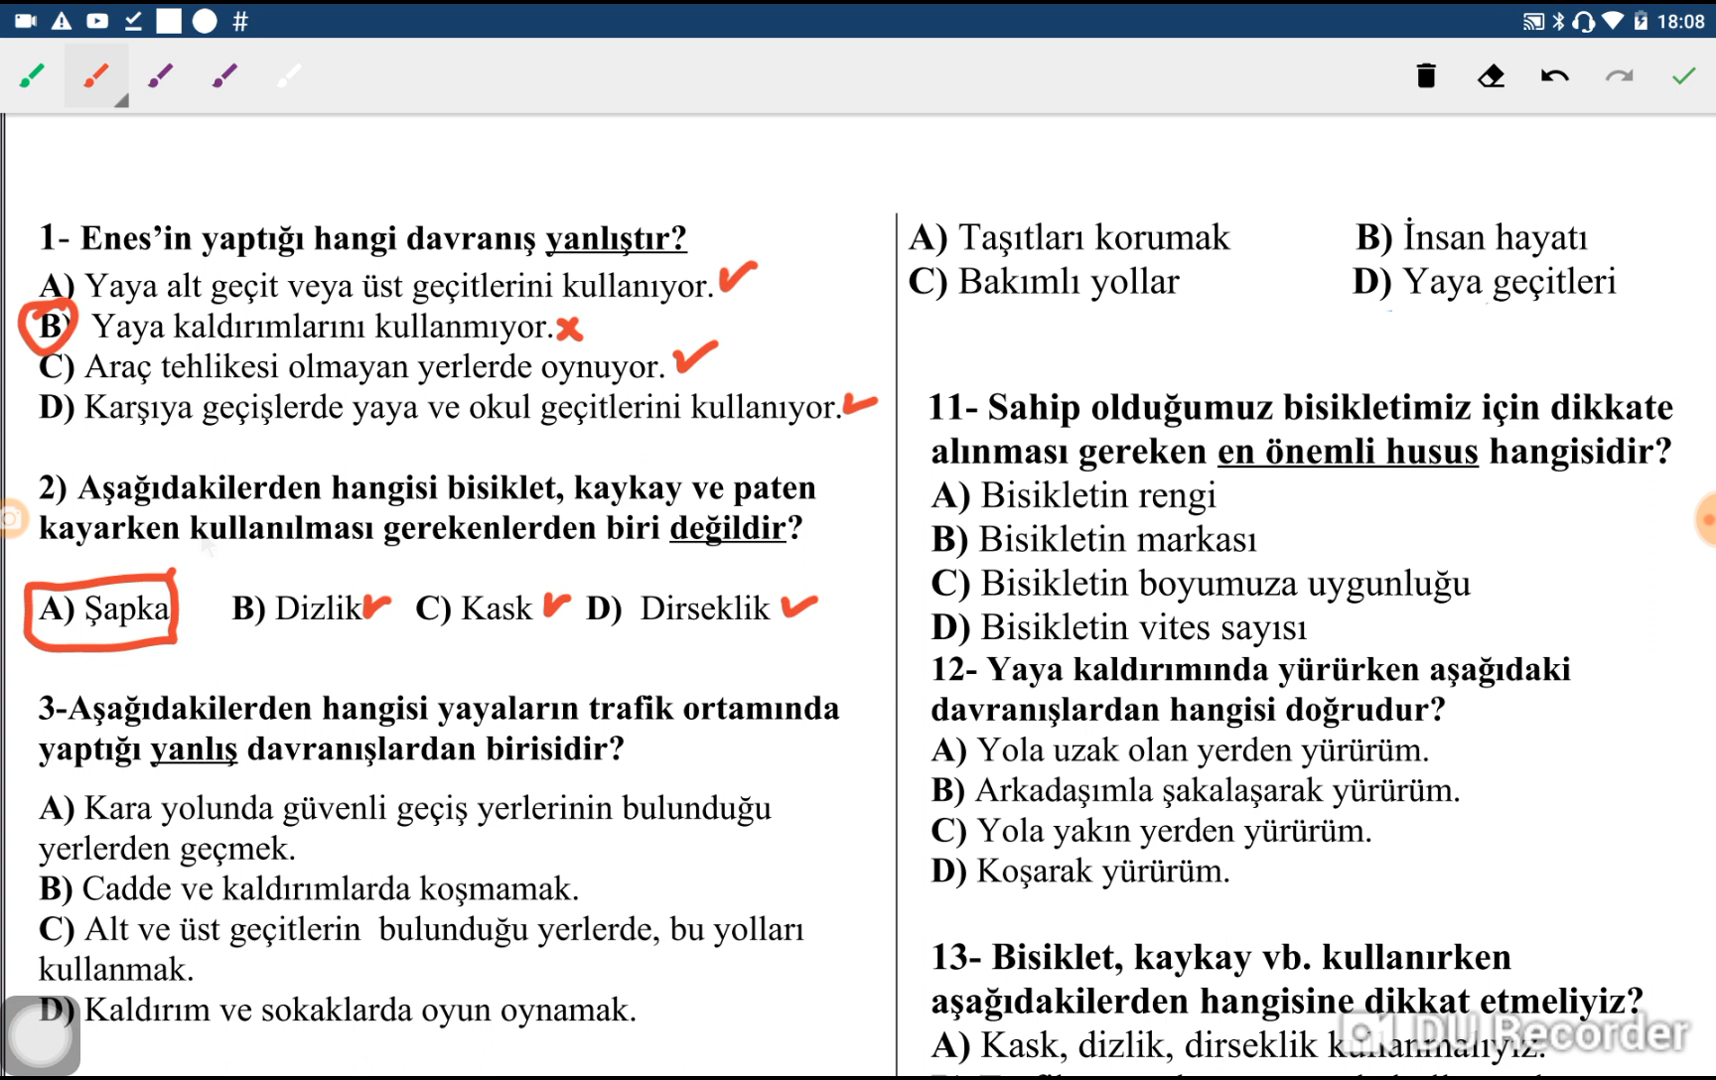 #
18:08
1- Enes’in yaptığı hangi davranış yanlıştır?
A) Yaya alt geçit veya üst geçitlerini kullanıyor.
B) Yaya kaldırımlarını kullanmıyor.
C) Araç tehlikesi olmayan yerlerde oynuyor.
D) Karşıya geçişlerde yaya ve okul geçitlerini kullanıyor.
2) Aşağıdakilerden hangisi bisiklet, kaykay ve paten
kayarken kullanılması gerekenlerden biri değildir?
A) Şapka B) Dizlik C) Kask D) Dirseklik
3-Aşağıdakilerden hangisi yayaların trafik ortamında
yaptığı yanlış davranışlardan birisidir?
A) Kara yolunda güvenli geçiş yerlerinin bulunduğu
yerlerden geçmek.
B) Cadde ve kaldırımlarda koşmamak.
C) Alt ve üst geçitlerin bulunduğu yerlerde, bu yolları
kullanmak.
D) Kaldırım ve sokaklarda oyun oynamak.
A) Taşıtları korumak B) İnsan hayatı
C) Bakımlı yollar D) Yaya geçitleri
11- Sahip olduğumuz bisikletimiz için dikkate
alınması gereken en önemli husus hangisidir?
A) Bisikletin rengi
B) Bisikletin markası
C) Bisikletin boyumuza uygunluğu
D) Bisikletin vites sayısı
12- Yaya kaldırımında yürürken aşağıdaki
davranışlardan hangisi doğrudur?
A) Yola uzak olan yerden yürürüm.
B) Arkadaşımla şakalaşarak yürürüm.
C) Yola yakın yerden yürürüm.
D) Koşarak yürürüm.
13- Bisiklet, kaykay vb. kullanırken
aşağıdakilerden hangisine dikkat etmeliyiz?
A) Kask, dizlik, dirseklik kullanmalıyız.
DU Recorder